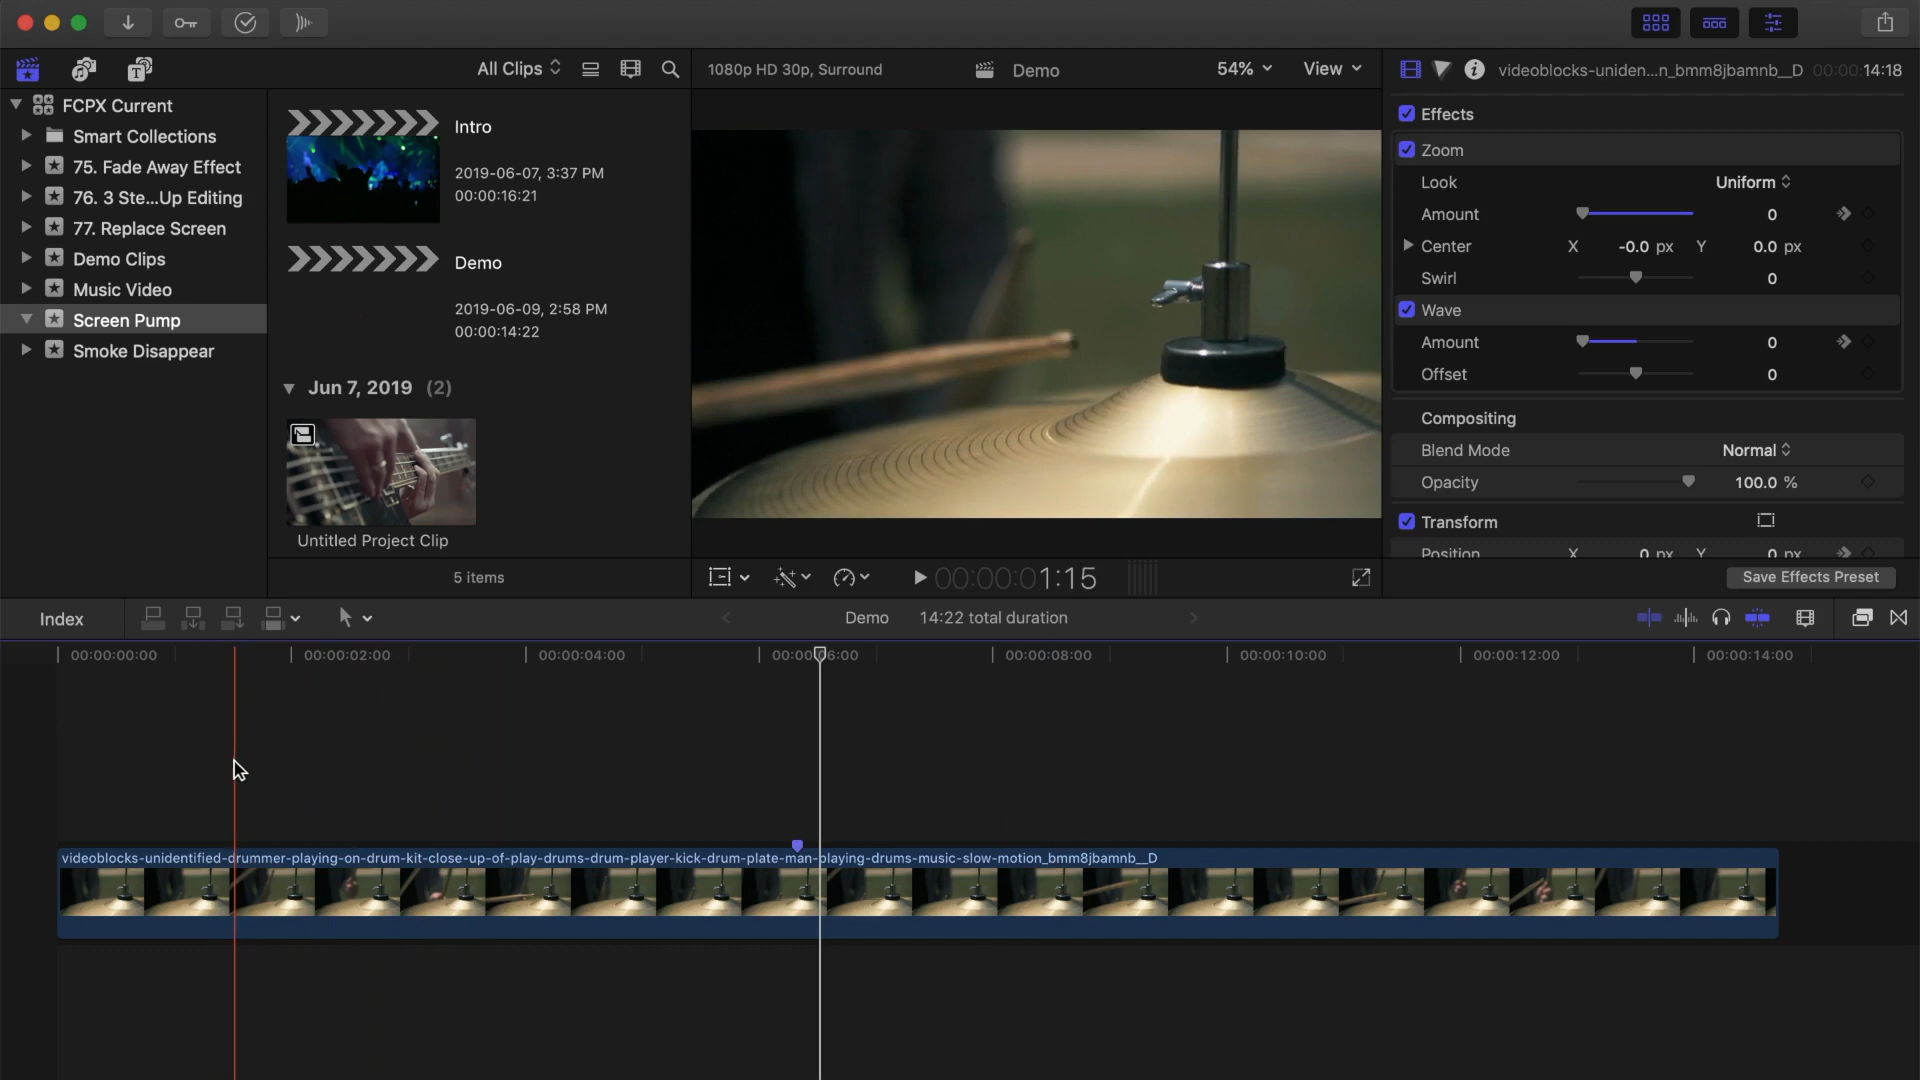 All Clips
1080p HD 30p, Surround
Demo
54%
View
videoblocks-uniden...n_bmm8jbamnb__D
00:00:14:18
FCPX Current
Smart Collections
75. Fade Away Effect
76. 3 Ste...Up Editing
77. Replace Screen
Demo Clips
Music Video
Screen Pump
Smoke Disappear
Intro
2019-06-07, 3:37 PM
00:00:16:21
Demo
2019-06-09, 2:58 PM
00:00:14:22
Jun 7, 2019 (2)
Untitled Project Clip
5 items
00:00:01:15
Effects
Zoom
Look Uniform
Amount 0
Center X -0.0 px Y 0.0 px
Swirl 0
Wave
Amount 0
Offset 0
Compositing
Blend Mode Normal
Opacity 100.0 %
Transform
Position X 0 px Y 0 px
Save Effects Preset
Index
Demo 14:22 total duration
00:00:00:00 00:00:02:00 00:00:04:00 00:00:06:00 00:00:08:00 00:00:10:00 00:00:12:00 00:00:14:00
videoblocks-unidentified-drummer-playing-on-drum-kit-close-up-of-play-drums-drum-player-kick-drum-plate-man-playing-drums-music-slow-motion_bmm8jbamnb__D